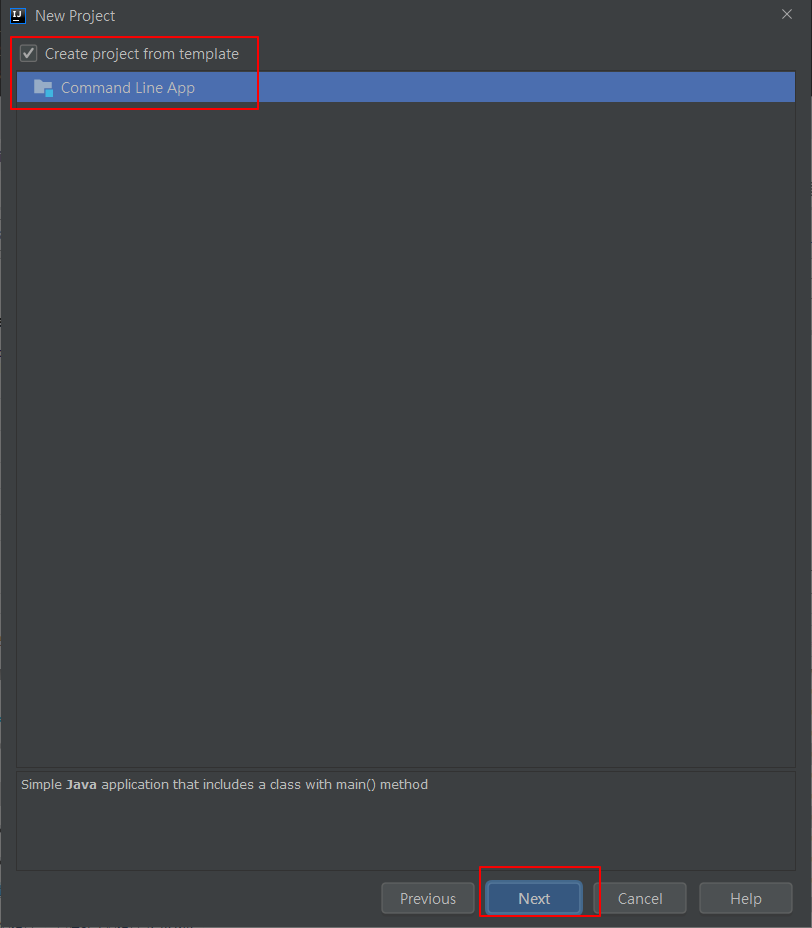 New Project
Create project from template
Command Line App
Simple Java application that includes a class with main() method
Previous Next Cancel Help